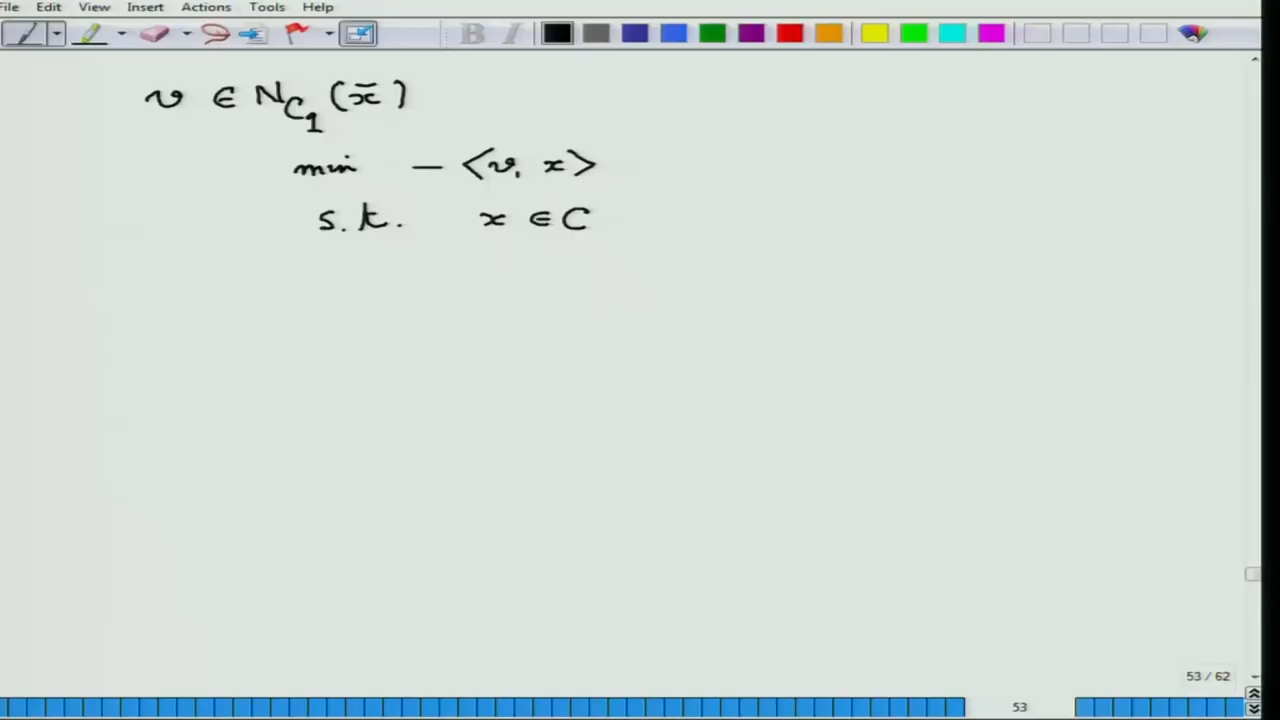 File Edit View Insert Actions Tools Help
B I
v ∈ N_{C_1}(x̄)
min - <v, x>
s.t. x ∈ C
53 / 62
53